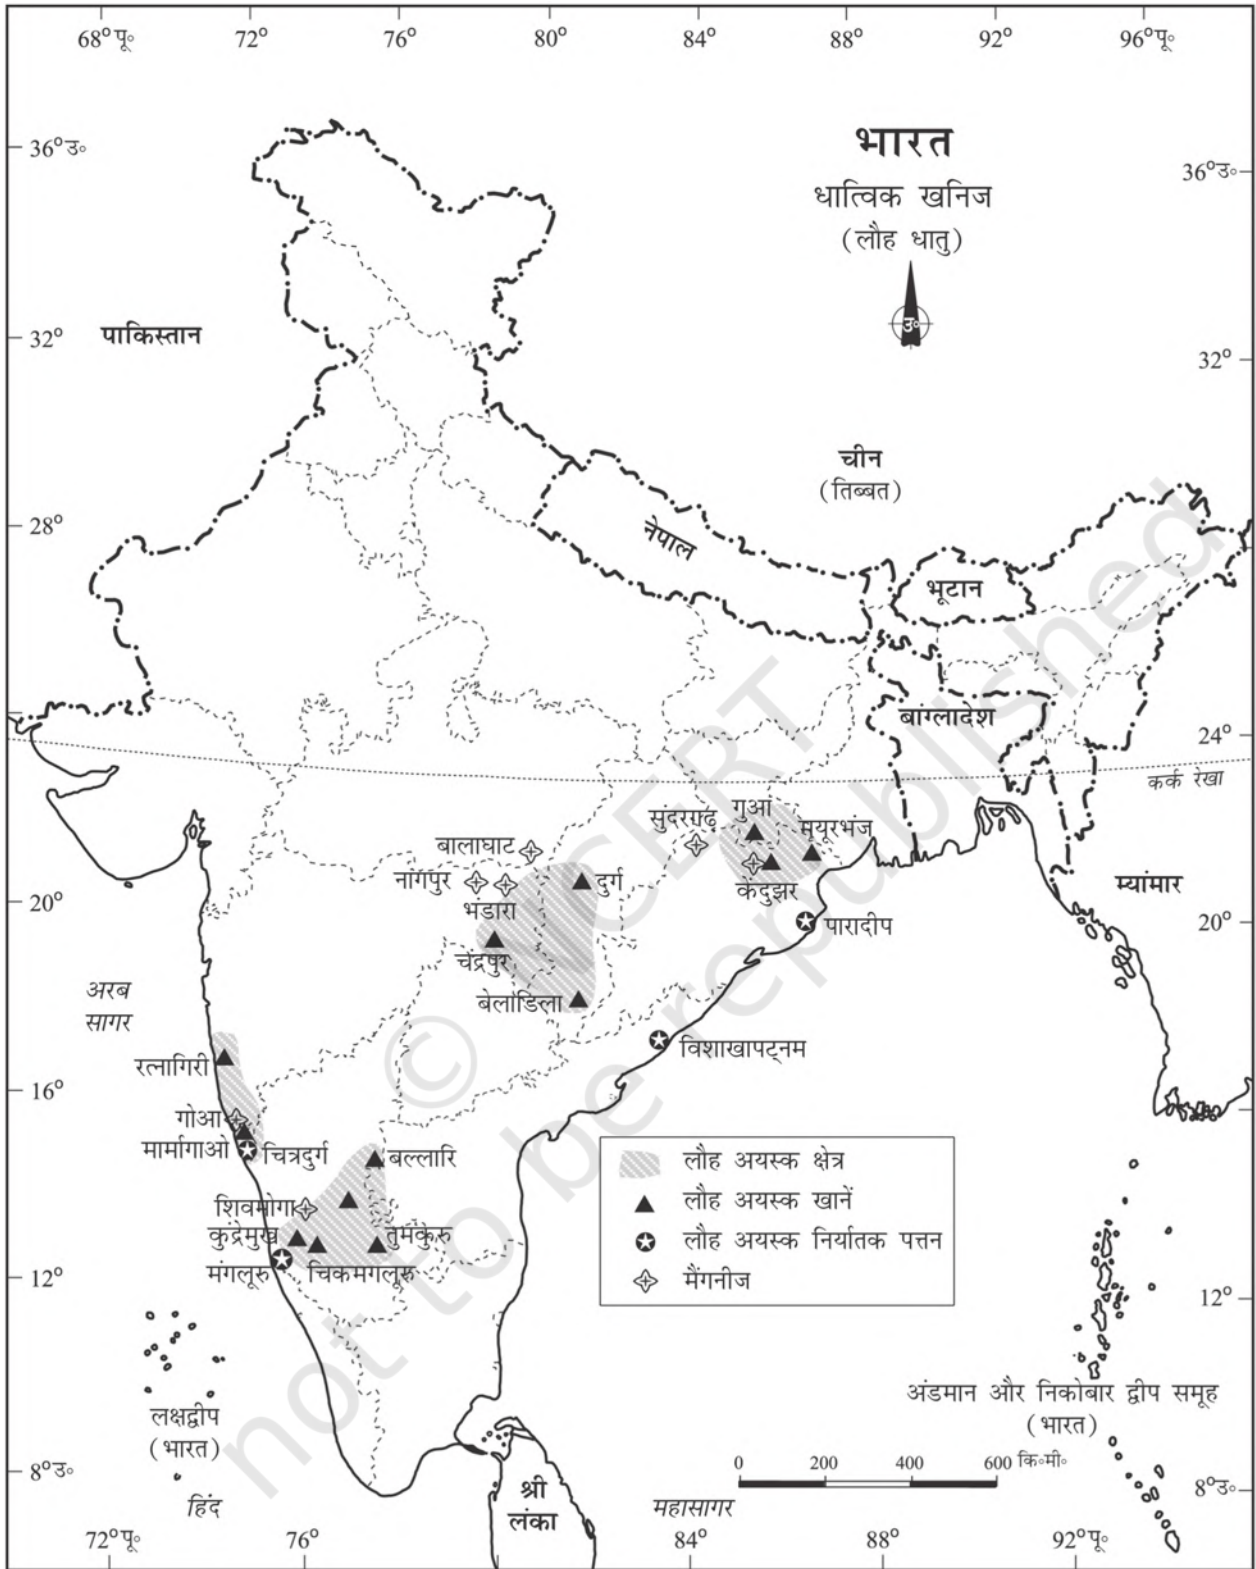 68°पू॰ 72° 76° 80° 84° 88° 92° 96°पू॰
भारत
धात्विक खनिज
(लौह धातु)
उ॰
36°उ॰
36°उ॰
पाकिस्तान
32°
32°
चीन
(तिब्बत)
28°
नेपाल
भूटान
बांग्लादेश
24°
कर्क रेखा
सुंदरगढ़
गुआ
मयूरभंज
केंदुझर
पारादीप
म्यांमार
बालाघाट
नागपुर
भंडारा
दुर्ग
चंद्रपुर
बेलाडिला
20°
20°
विशाखापट्नम
अरब
सागर
रत्नागिरी
16°
गोआ
मार्मागाओ
चित्रदुर्ग
बल्लारि
शिवमोगा
कुंद्रेमुख
तुमकुरु
मंगलूरु
चिकमगलूरु
लौह अयस्क क्षेत्र
लौह अयस्क खानें
लौह अयस्क निर्यातक पत्तन
मैंगनीज
12°
12°
लक्षद्वीप
(भारत)
अंडमान और निकोबार द्वीप समूह
(भारत)
0 200 400 600 कि॰मी॰
8°उ॰
8°उ॰
श्री
लंका
हिंद
महासागर
72°पू॰ 76° 84° 88° 92°पू॰
© NCERT
not to be republished